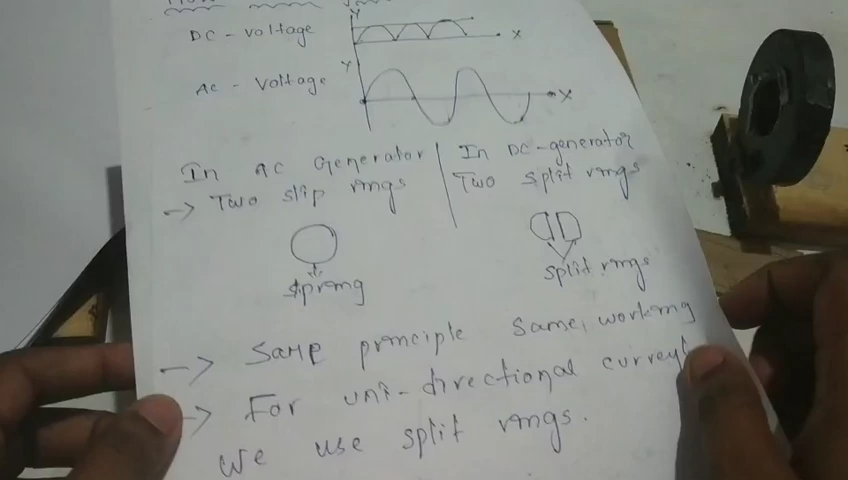 Y
DC - voltage
X
Y
AC - Voltage
X
In AC Generator
-> Two slip rings
In DC-generator
Two split rings
slipring
split rings
-> same principle same, working
-> For uni-directional current
We use split rings.